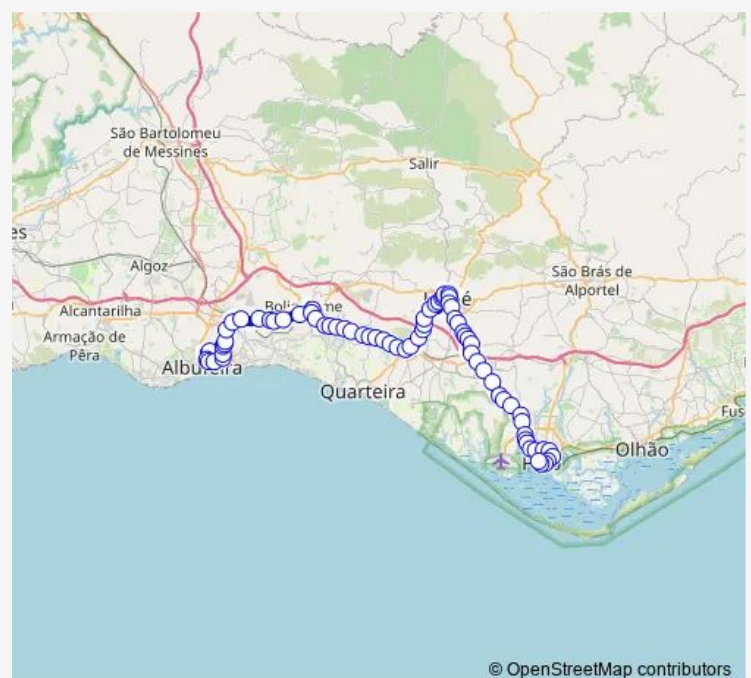 São Bartolomeu
de Messines
Salir
es
Algoz
São Brás de
Alportel
Alcantarilha
Armação de
Pêra
Albufeira
Quarteira
Olhão
Fus
© OpenStreetMap contributors